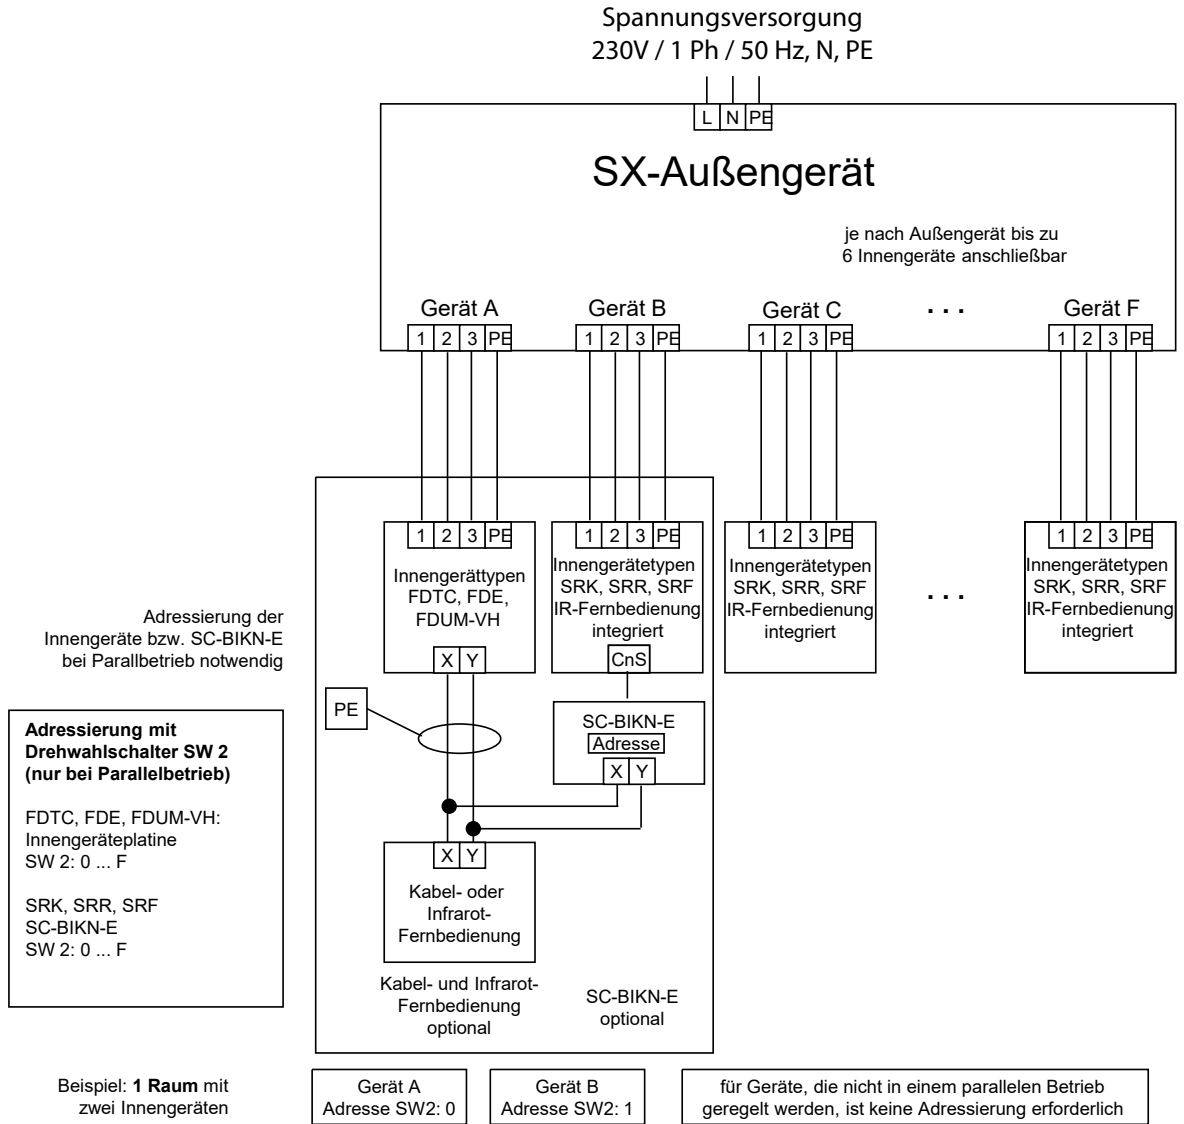 Spannungsversorgung
230V / 1 Ph / 50 Hz, N, PE
L N PE
SX-Außengerät
je nach Außengerät bis zu
6 Innengeräte anschließbar
Gerät A
Gerät B
Gerät C
. . .
Gerät F
1 2 3 PE
1 2 3 PE
1 2 3 PE
1 2 3 PE
1 2 3 PE
Innengerättypen
FDTC, FDE,
FDUM-VH
X Y
1 2 3 PE
Innengerätetypen
SRK, SRR, SRF
IR-Fernbedienung
integriert
CnS
1 2 3 PE
Innengerätetypen
SRK, SRR, SRF
IR-Fernbedienung
integriert
. . .
1 2 3 PE
Innengerätetypen
SRK, SRR, SRF
IR-Fernbedienung
integriert
Adressierung der
Innengeräte bzw. SC-BIKN-E
bei Parallbetrieb notwendig
PE
SC-BIKN-E
Adresse
X Y
Adressierung mit
Drehwahlschalter SW 2
(nur bei Parallelbetrieb)
FDTC, FDE, FDUM-VH:
Innengeräteplatine
SW 2: 0 ... F
SRK, SRR, SRF
SC-BIKN-E
SW 2: 0 ... F
X Y
Kabel- oder
Infrarot-
Fernbedienung
Kabel- und Infrarot-
Fernbedienung
optional
SC-BIKN-E
optional
Beispiel: 1 Raum mit
zwei Innengeräten
Gerät A
Adresse SW2: 0
Gerät B
Adresse SW2: 1
für Geräte, die nicht in einem parallelen Betrieb
geregelt werden, ist keine Adressierung erforderlich